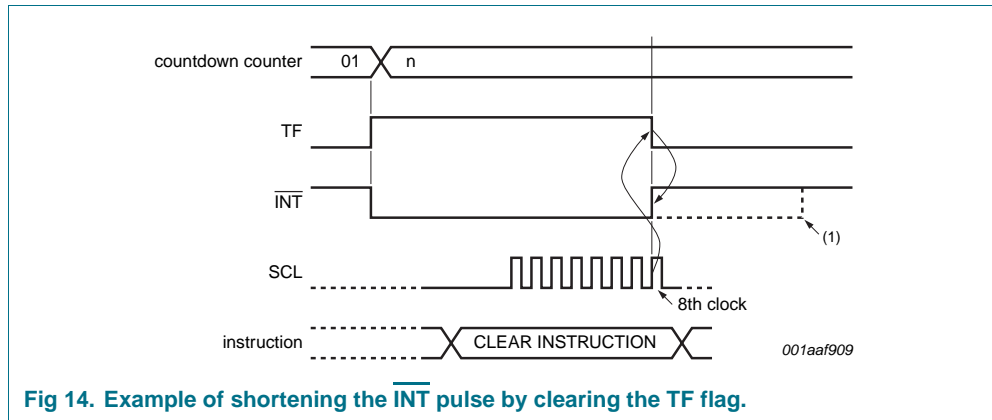 countdown counter 01 n
TF
INT
(1)
SCL
8th clock
instruction CLEAR INSTRUCTION
001aaf909
Fig 14. Example of shortening the INT pulse by clearing the TF flag.